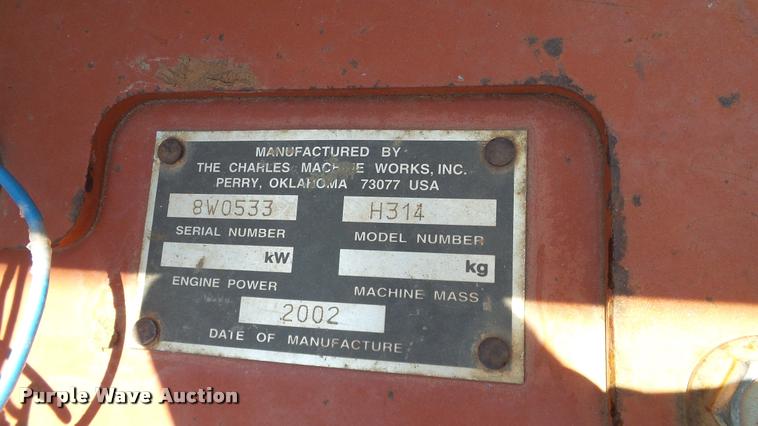 MANUFACTURED BY
THE CHARLES MACHINE WORKS, INC.
PERRY, OKLAHOMA 73077 USA
8W0533 H314
SERIAL NUMBER MODEL NUMBER
kW kg
ENGINE POWER MACHINE MASS
2002
DATE OF MANUFACTURE
Purple Wave Auction